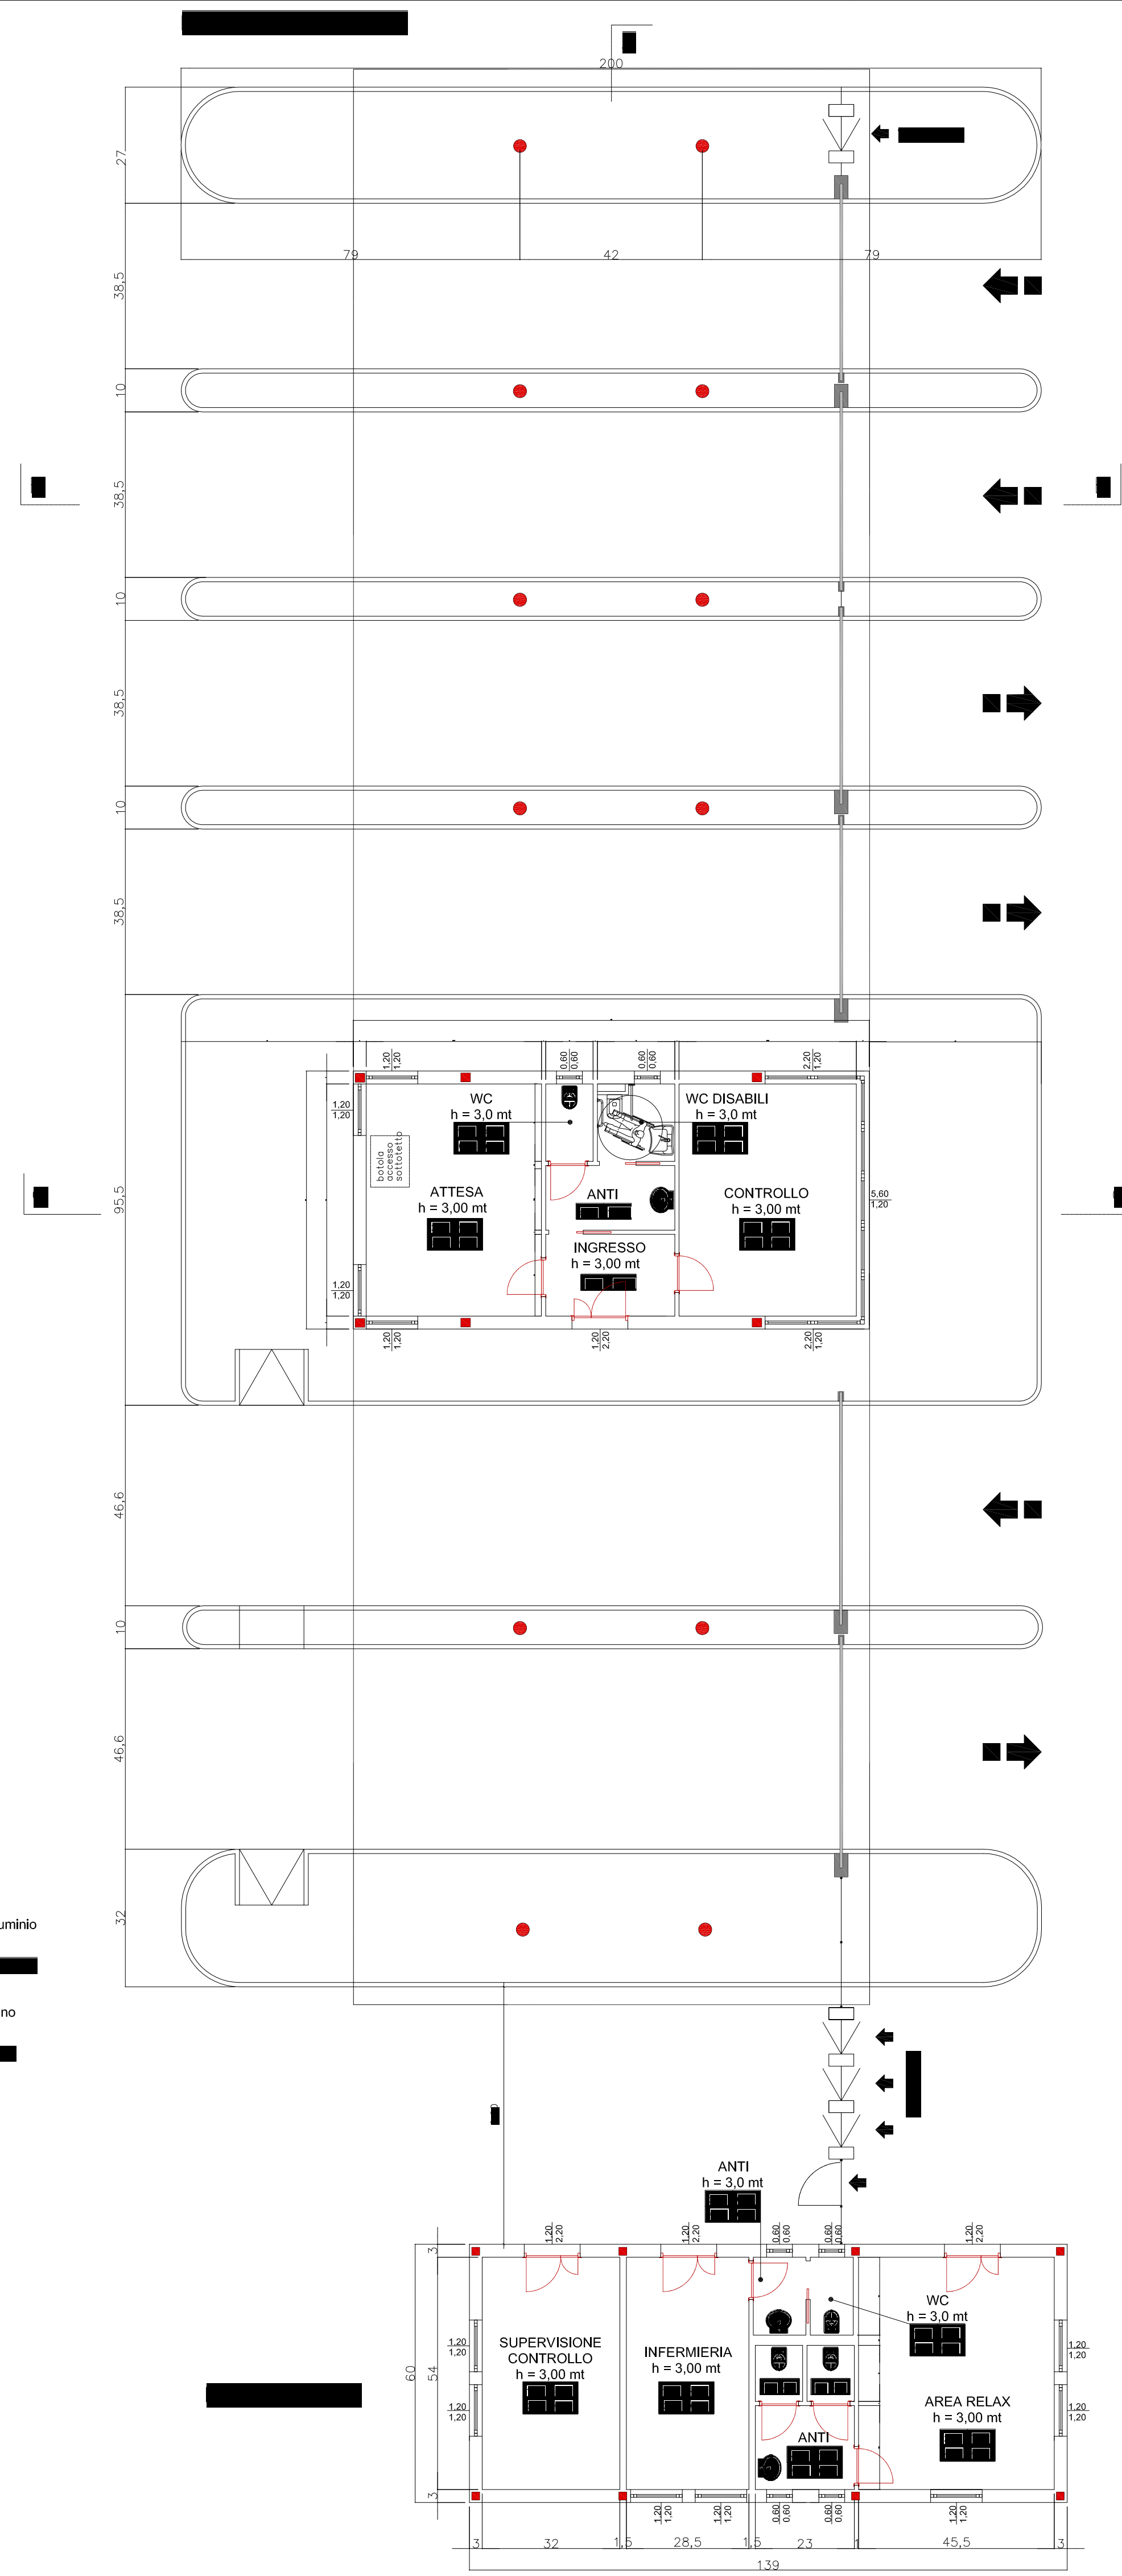 200
27
79
42
79
38,5
10
38,5
10
38,5
10
38,5
1,20
1,20
0,60
0,60
0,60
0,60
2,20
1,20
WC
h = 3,0 mt
WC DISABILI
h = 3,0 mt
1,20
1,20
botola
accesso
sottotetto
ATTESA
h = 3,00 mt
ANTI
CONTROLLO
h = 3,00 mt
5,60
1,20
95,5
INGRESSO
h = 3,00 mt
1,20
1,20
1,20
1,20
1,20
2,20
2,20
1,20
46,6
10
46,6
32
uminio
no
ANTI
h = 3,0 mt
1,20
2,20
1,20
2,20
0,60
0,60
0,60
0,60
1,20
2,20
3
WC
h = 3,0 mt
SUPERVISIONE
CONTROLLO
h = 3,00 mt
INFERMIERIA
h = 3,00 mt
1,20
1,20
1,20
1,20
60
54
AREA RELAX
h = 3,00 mt
1,20
1,20
1,20
1,20
ANTI
3
1,20
1,20
1,20
1,20
0,60
0,60
0,60
0,60
1,20
1,20
3
32
1,5
28,5
1,5
23
1
45,5
3
139